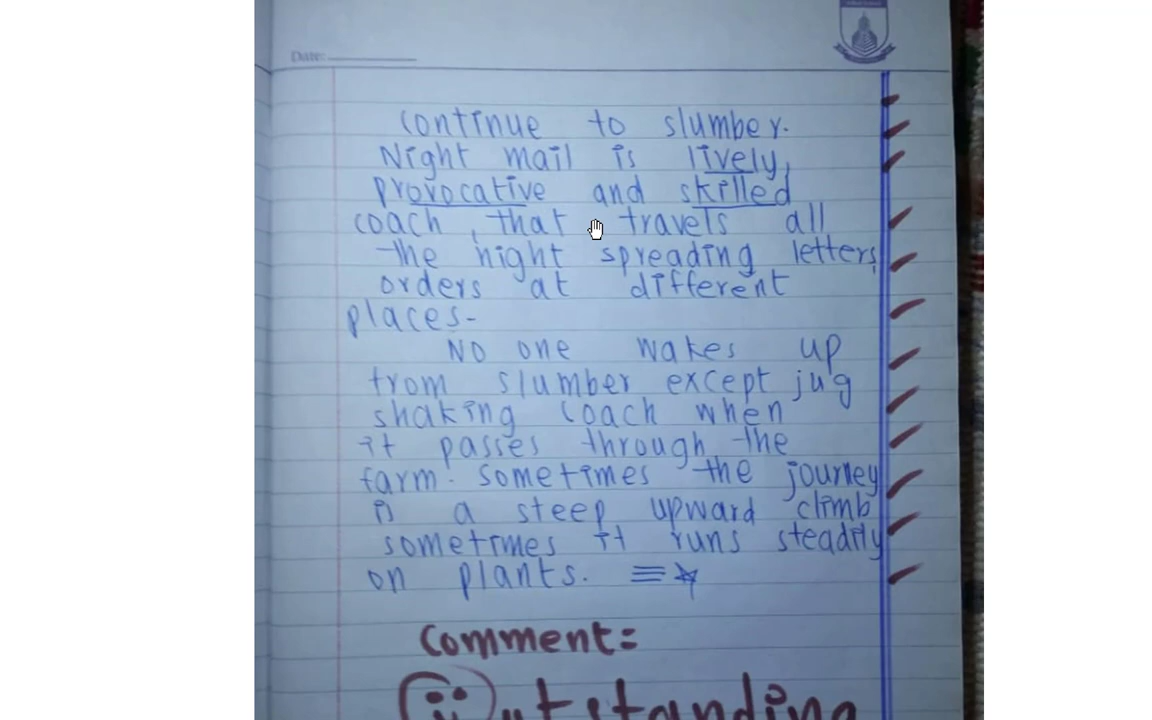 Date:
continue to slumber.
Night mail is lively,
provocative and skilled
coach, that travels all
the night spreading letters,
orders at different
places-
No one wakes up
from slumber except jug
shaking coach when
it passes through the
farm. sometimes the journey
is a steep upward climb
sometimes it runs steadily
on plants.
Comment:
Outstanding